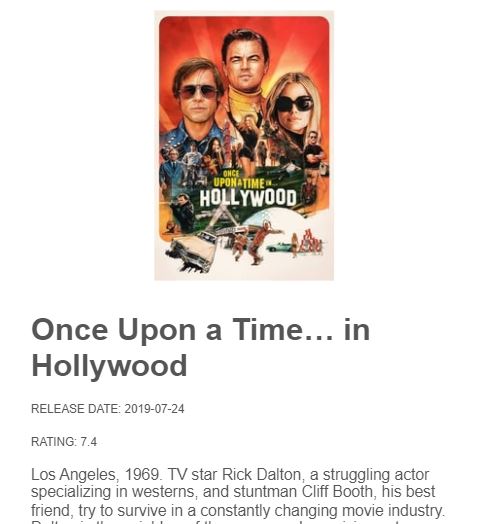 ONCE
UPON A TIME IN...
HOLLYWOOD
Once Upon a Time… in
Hollywood
RELEASE DATE: 2019-07-24
RATING: 7.4
Los Angeles, 1969. TV star Rick Dalton, a struggling actor
specializing in westerns, and stuntman Cliff Booth, his best
friend, try to survive in a constantly changing movie industry.